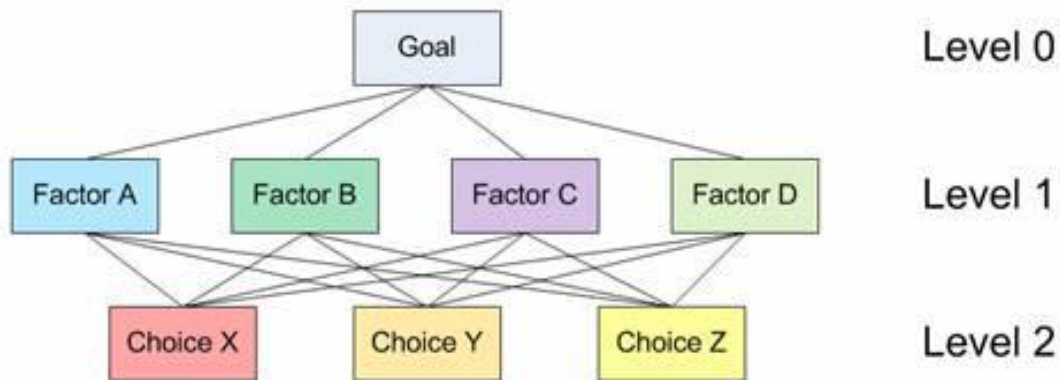 Goal
Level 0
Factor A
Factor B
Factor C
Factor D
Level 1
Choice X
Choice Y
Choice Z
Level 2